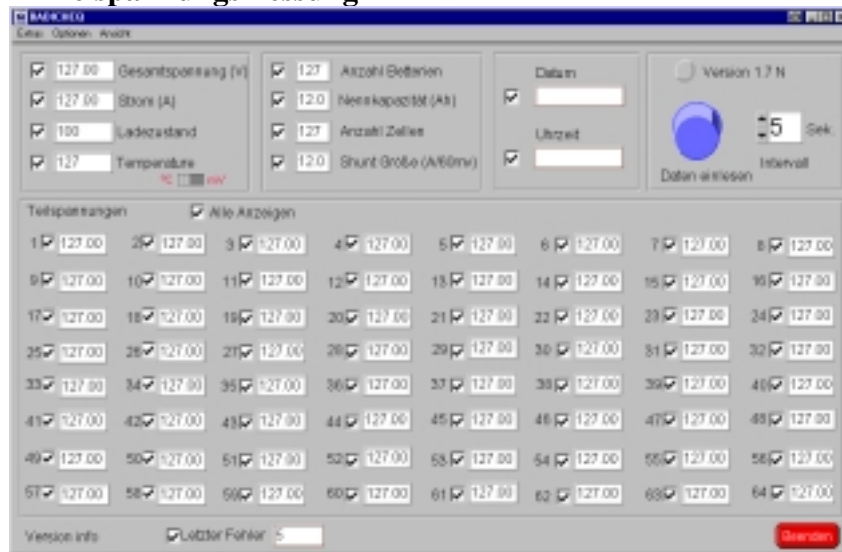 BADICHEQ
Extras Optionen Ansicht
127.00 Gesamtspannung (V)
127.00 Strom (A)
100 Ladezustand
127 Temperature
°C mV
127 Anzahl Batterien
12.0 Nennkapazität (Ah)
127 Anzahl Zellen
12.0 Shunt Große (A/60mv)
Datum
Uhrzeit
Version 1.7 N
5 Sek.
Daten einlesen Intervall
Teilspannungen Alle Anzeigen
1 127.00 2 127.00 3 127.00 4 127.00 5 127.00 6 127.00 7 127.00 8 127.00
9 127.00 10 127.00 11 127.00 12 127.00 13 127.00 14 127.00 15 127.00 16 127.00
17 127.00 18 127.00 19 127.00 20 127.00 21 127.00 22 127.00 23 127.00 24 127.00
25 127.00 26 127.00 27 127.00 28 127.00 29 127.00 30 127.00 31 127.00 32 127.00
33 127.00 34 127.00 35 127.00 36 127.00 37 127.00 38 127.00 39 127.00 40 127.00
41 127.00 42 127.00 43 127.00 44 127.00 45 127.00 46 127.00 47 127.00 48 127.00
49 127.00 50 127.00 51 127.00 52 127.00 53 127.00 54 127.00 55 127.00 56 127.00
57 127.00 58 127.00 59 127.00 60 127.00 61 127.00 62 127.00 63 127.00 64 127.00
Version info Letzter Fehler 5
Beenden